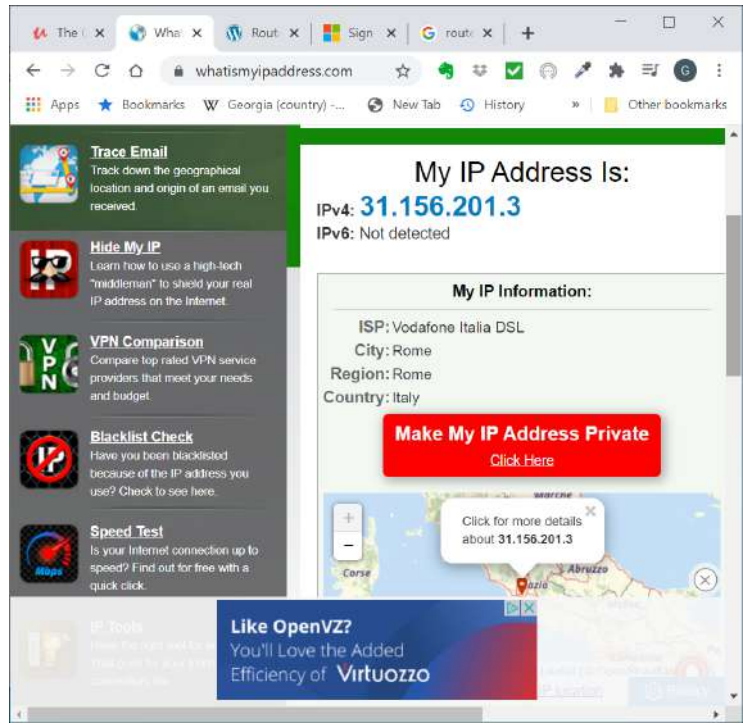 The
Wha
Rout
Sign
route
whatismyipaddress.com
G
Apps
Bookmarks
W Georgia (country) -...
New Tab
History
»
Other bookmarks
Trace Email
Track down the geographical
location and origin of an email you
received.
Hide My IP
Learn how to use a high-tech
"middleman" to shield your real
IP address on the Internet.
VPN Comparison
Compare top rated VPN service
providers that meet your needs
and budget.
Blacklist Check
Have you been blacklisted
because of the IP address you
use? Check to see here.
Speed Test
Is your Internet connection up to
speed? Find out for free with a
quick click.
IP Tools
My IP Address Is:
IPv4: 31.156.201.3
IPv6: Not detected
My IP Information:
ISP: Vodafone Italia DSL
City: Rome
Region: Rome
Country: Italy
Make My IP Address Private
Click Here
Marche
Click for more details
about 31.156.201.3
Corse
Abruzzo
Like OpenVZ?
You'll Love the Added
Efficiency of Virtuozzo